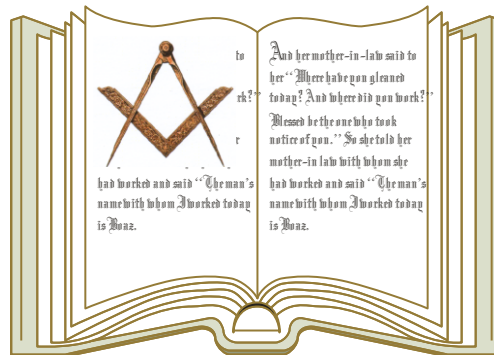 to
rk?”
r
had worked and said “The man’s
name with whom I worked today
is Boaz.
And her mother-in-law said to
her “Where have you gleaned
today? And where did you work?”
Blessed be the one who took
notice of you.” So she told her
mother-in law with whom she
had worked and said “The man’s
name with whom I worked today
is Boaz.